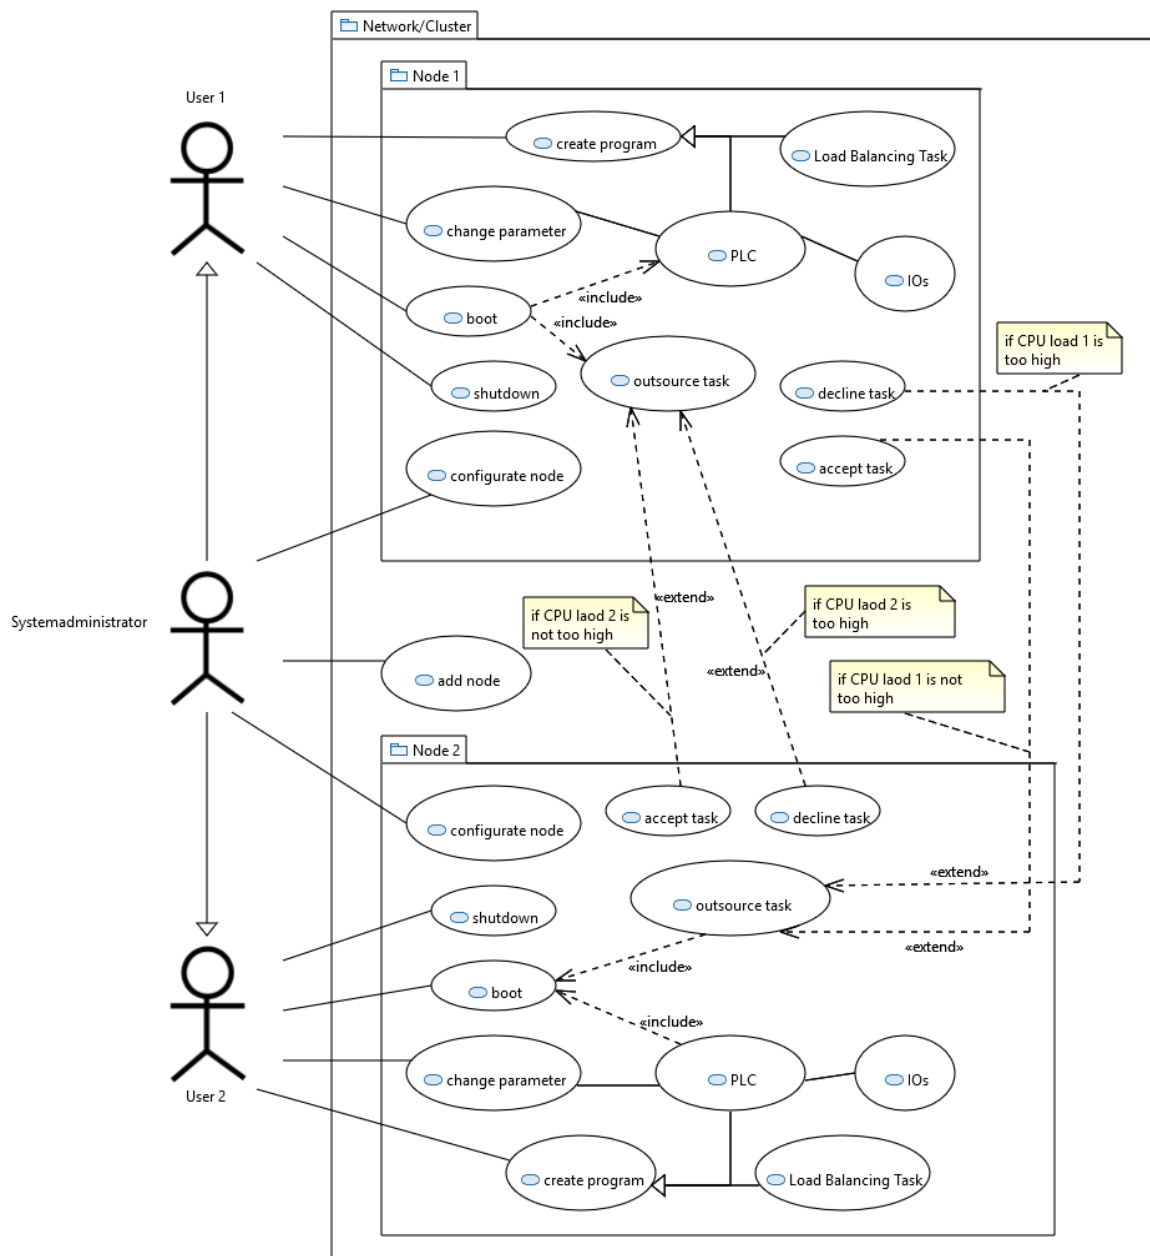 Network/Cluster
Node 1
User 1
create program
Load Balancing Task
change parameter
PLC
IOs
boot
«include»
«include»
if CPU load 1 is
too high
outsource task
shutdown
decline task
configurate node
accept task
Systemadministrator
«extend»
if CPU laod 2 is
not too high
if CPU laod 2 is
too high
«extend»
if CPU laod 1 is not
too high
add node
Node 2
accept task
decline task
configurate node
«extend»
outsource task
shutdown
«extend»
«include»
boot
«include»
change parameter
PLC
IOs
User 2
create program
Load Balancing Task